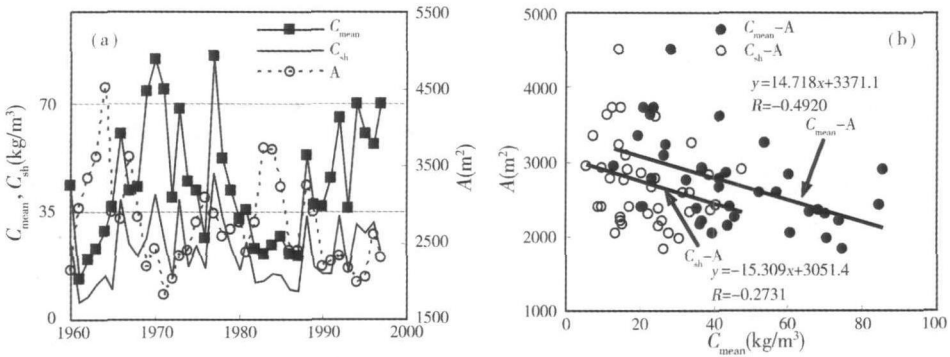 (a)
C_mean
C_sh
A
C_mean, C_sh(kg/m³)
70
35
0
1960
1970
1980
1990
2000
5500
4500
3500
2500
1500
A(m²)
(b)
C_mean-A
C_sh-A
y=14.718x+3371.1
R=-0.4920
C_mean-A
C_sh-A
y=-15.309x+3051.4
R=-0.2731
A(m²)
5000
4000
3000
2000
1000
0
20
40
60
80
100
C_mean(kg/m³)